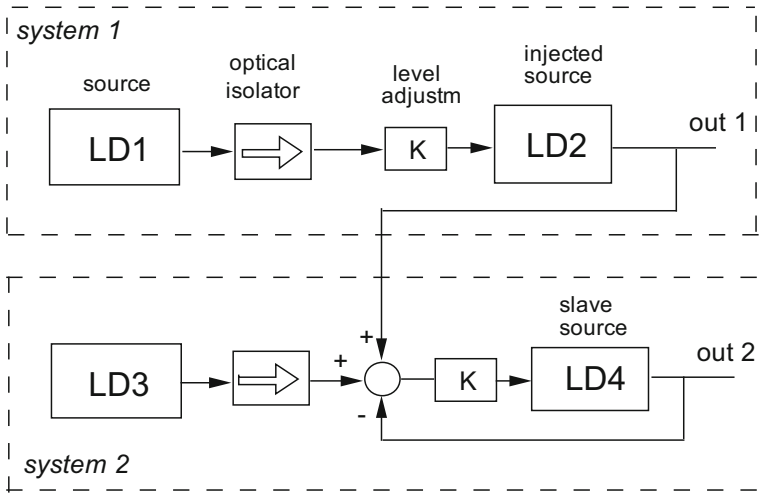 system 1
source
optical
isolator
level
adjustm
injected
source
LD1
K
LD2
out 1
slave
source
+
+
-
LD3
K
LD4
out 2
system 2